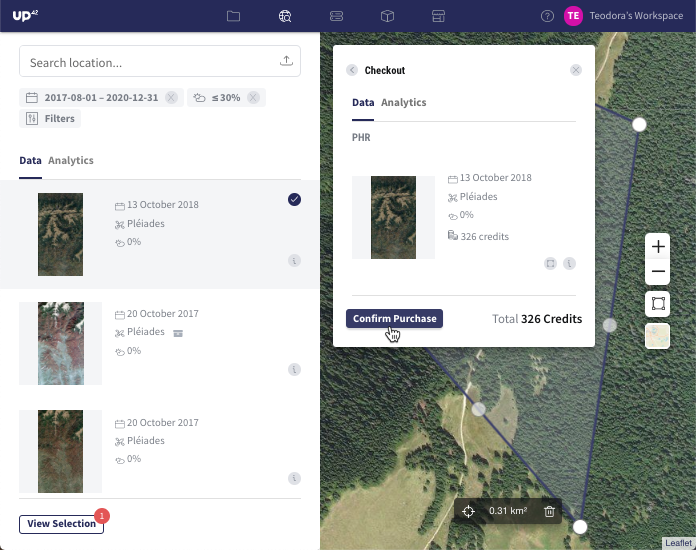 up42
TE Teodora's Workspace
Search location...
2017-08-01 – 2020-12-31
≤ 30%
Filters
Data Analytics
13 October 2018
Pléiades
0%
20 October 2017
Pléiades
0%
20 October 2017
Pléiades
0%
View Selection
1
Checkout
Data Analytics
PHR
13 October 2018
Pléiades
0%
326 credits
Confirm Purchase
Total 326 Credits
+
−
0.31 km²
Leaflet